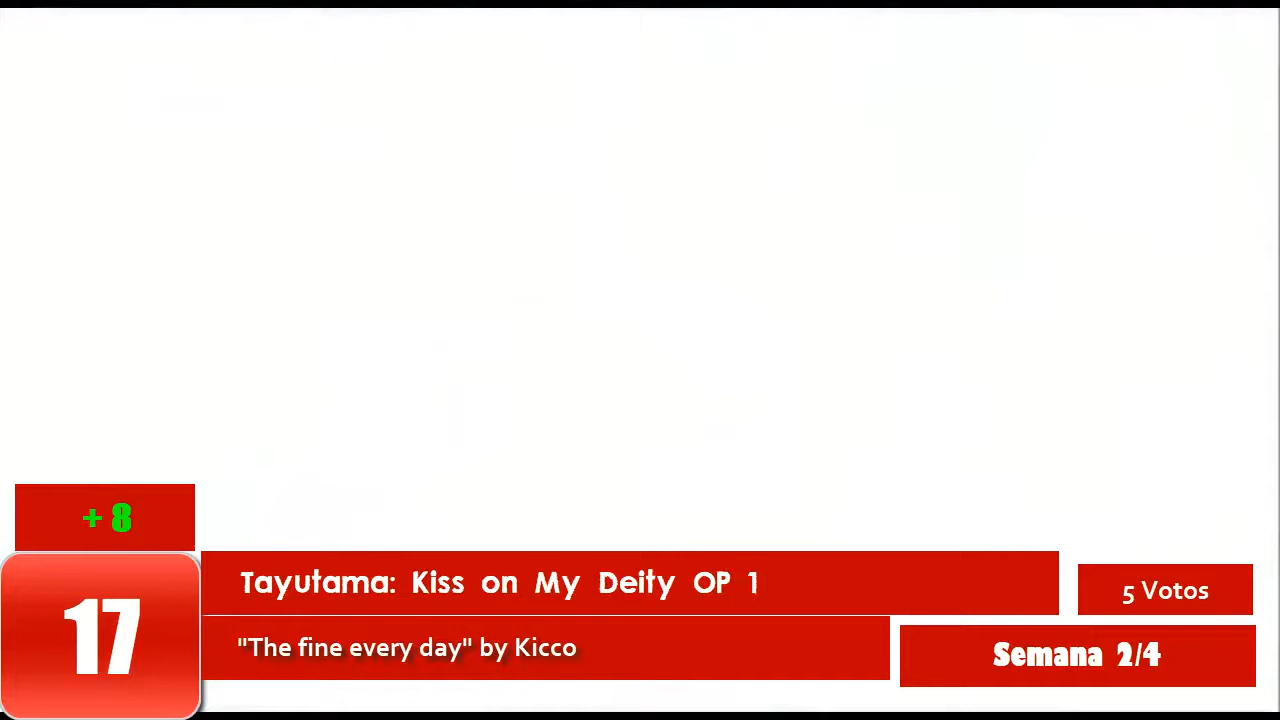 + 8
17
Tayutama: Kiss on My Deity OP 1
"The fine every day" by Kicco
5 Votos
Semana 2/4